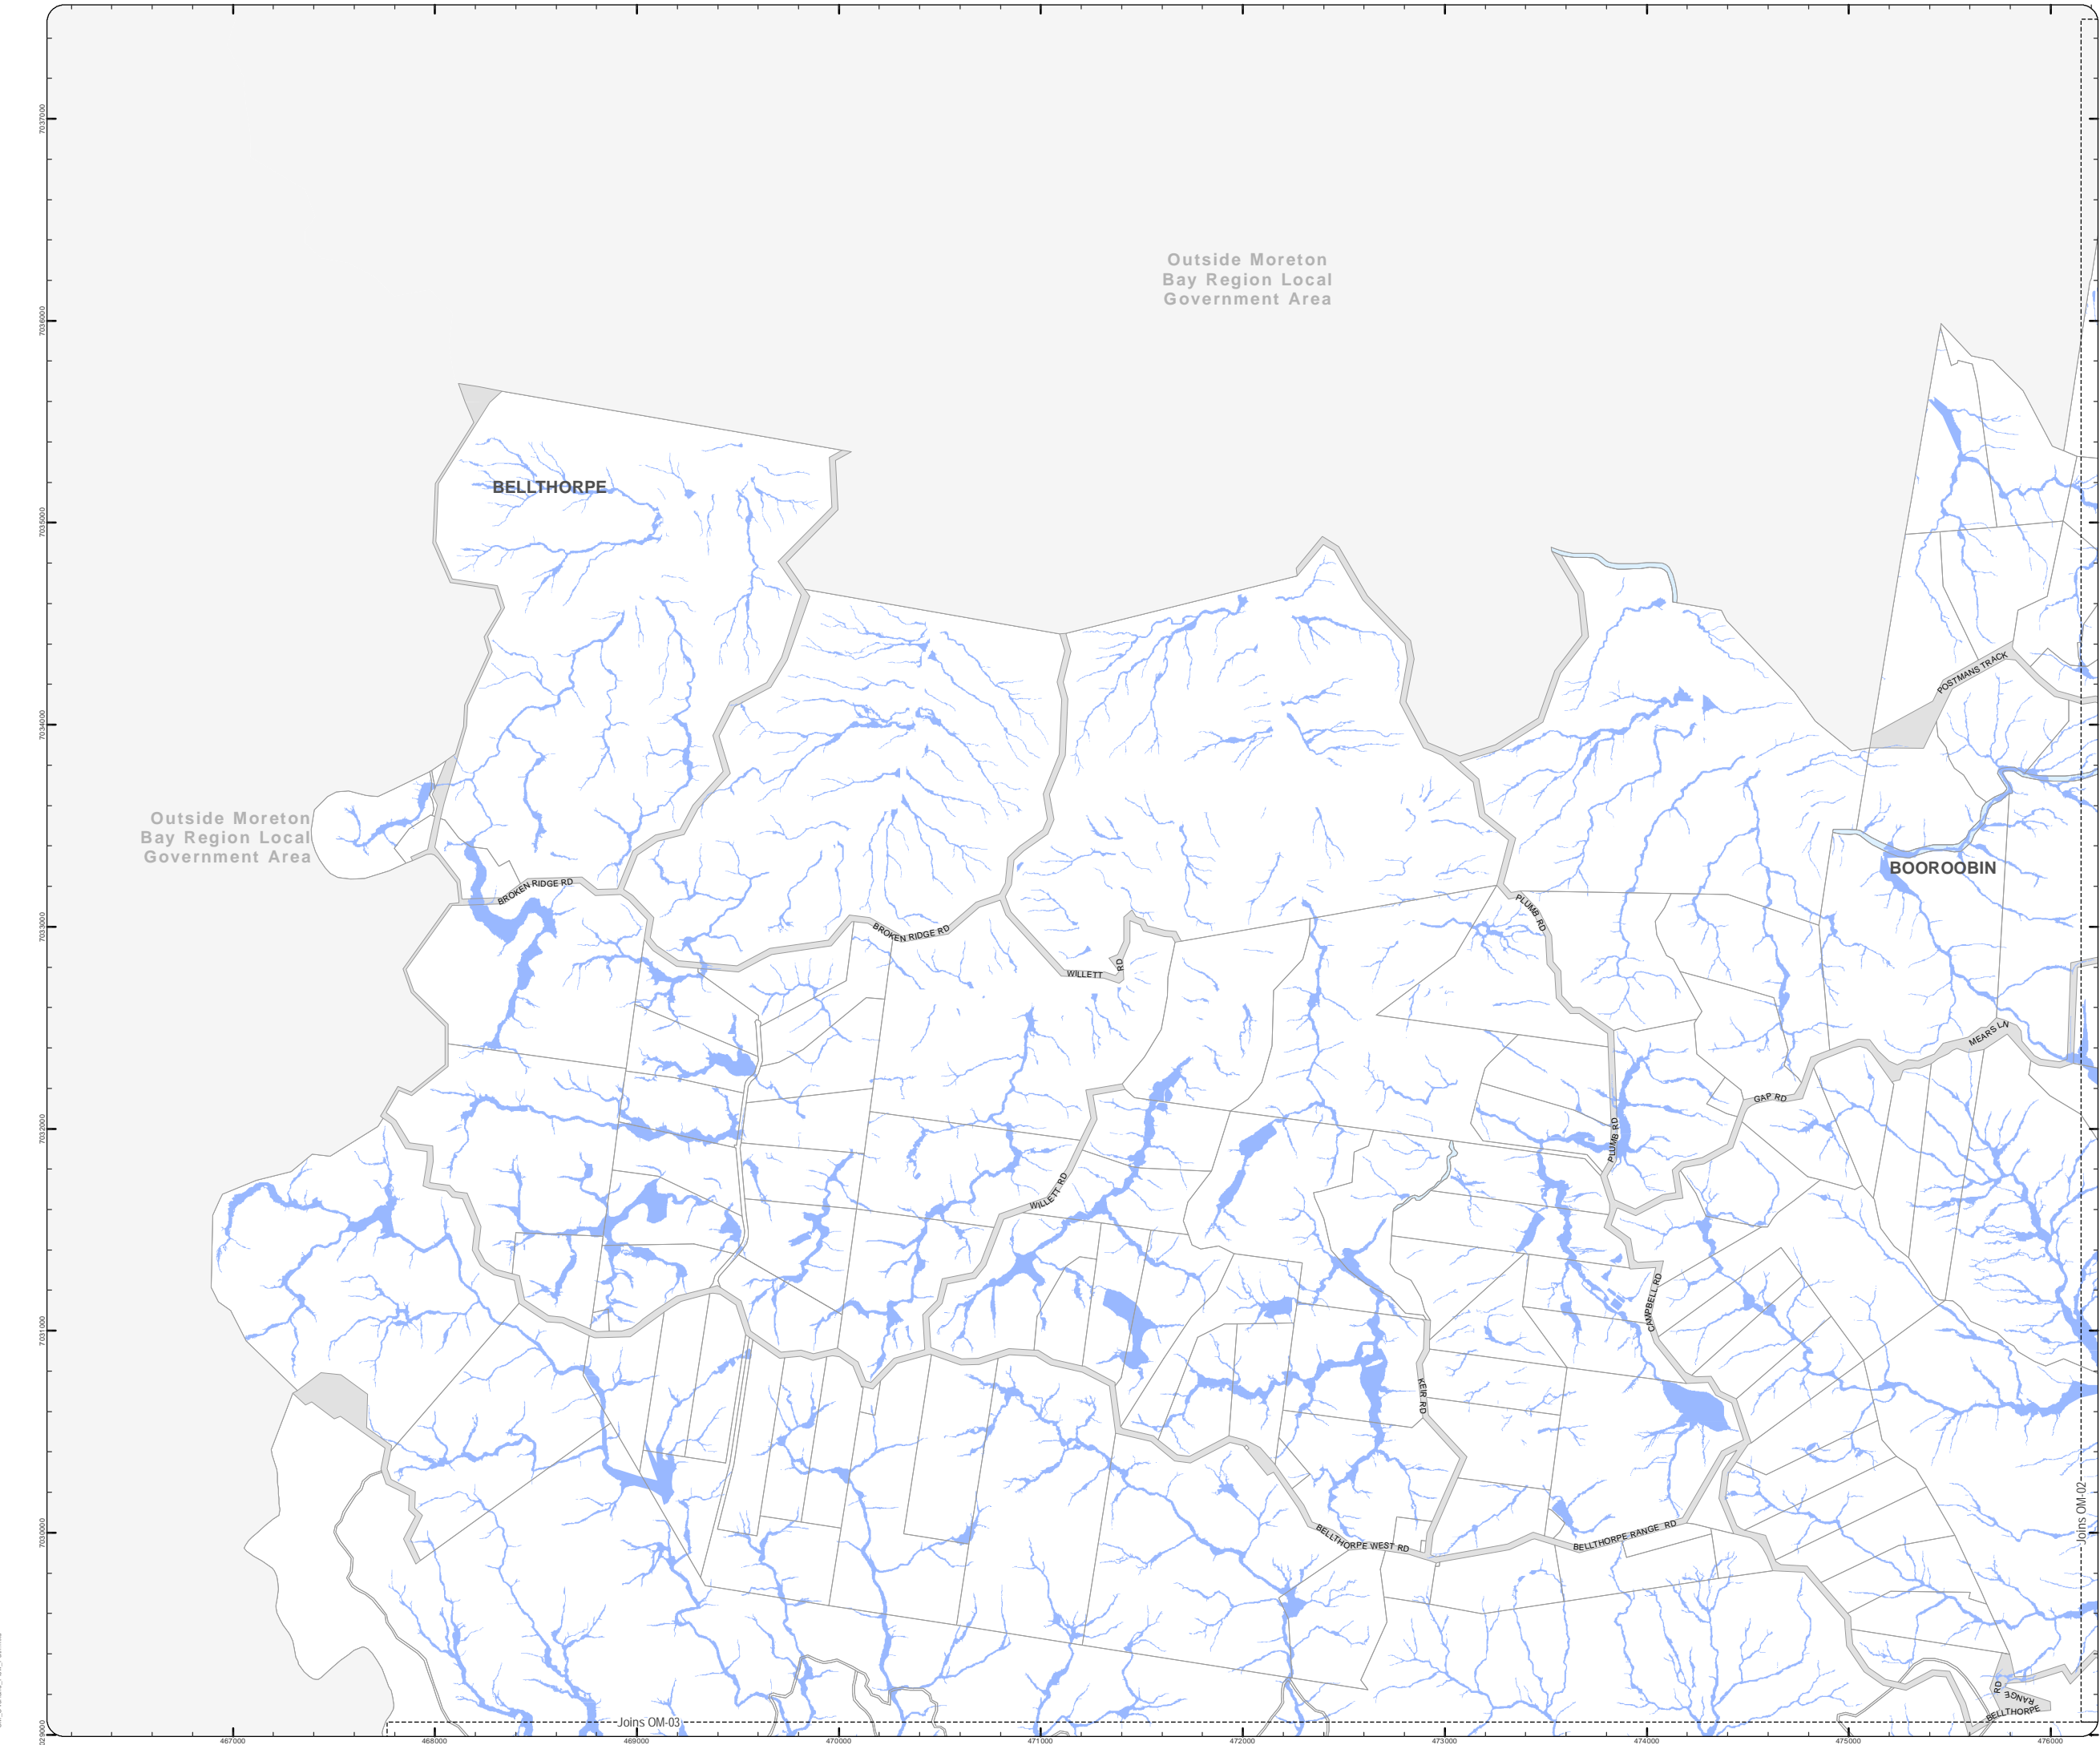 7037000
Outside Moreton
Bay Region Local
Government Area
7036000
BELLTHORPE
7035000
POSTMANS TRACK
7034000
Outside Moreton
Bay Region Local
Government Area
BOOROOBIN
BROKEN RIDGE RD
PLUMB RD
BROKEN RIDGE RD
7033000
WILLETT
RD
MEARS LN
GAP RD
7032000
PLUMB RD
WILLETT RD
CAMPBELL RD
7031000
KEIR RD
Joins OM-02
7030000
BELLTHORPE WEST RD
BELLTHORPE RANGE RD
RD
RANGE
BELLTHORPE
Joins OM-03
467000
468000
469000
470000
471000
472000
473000
474000
475000
476000